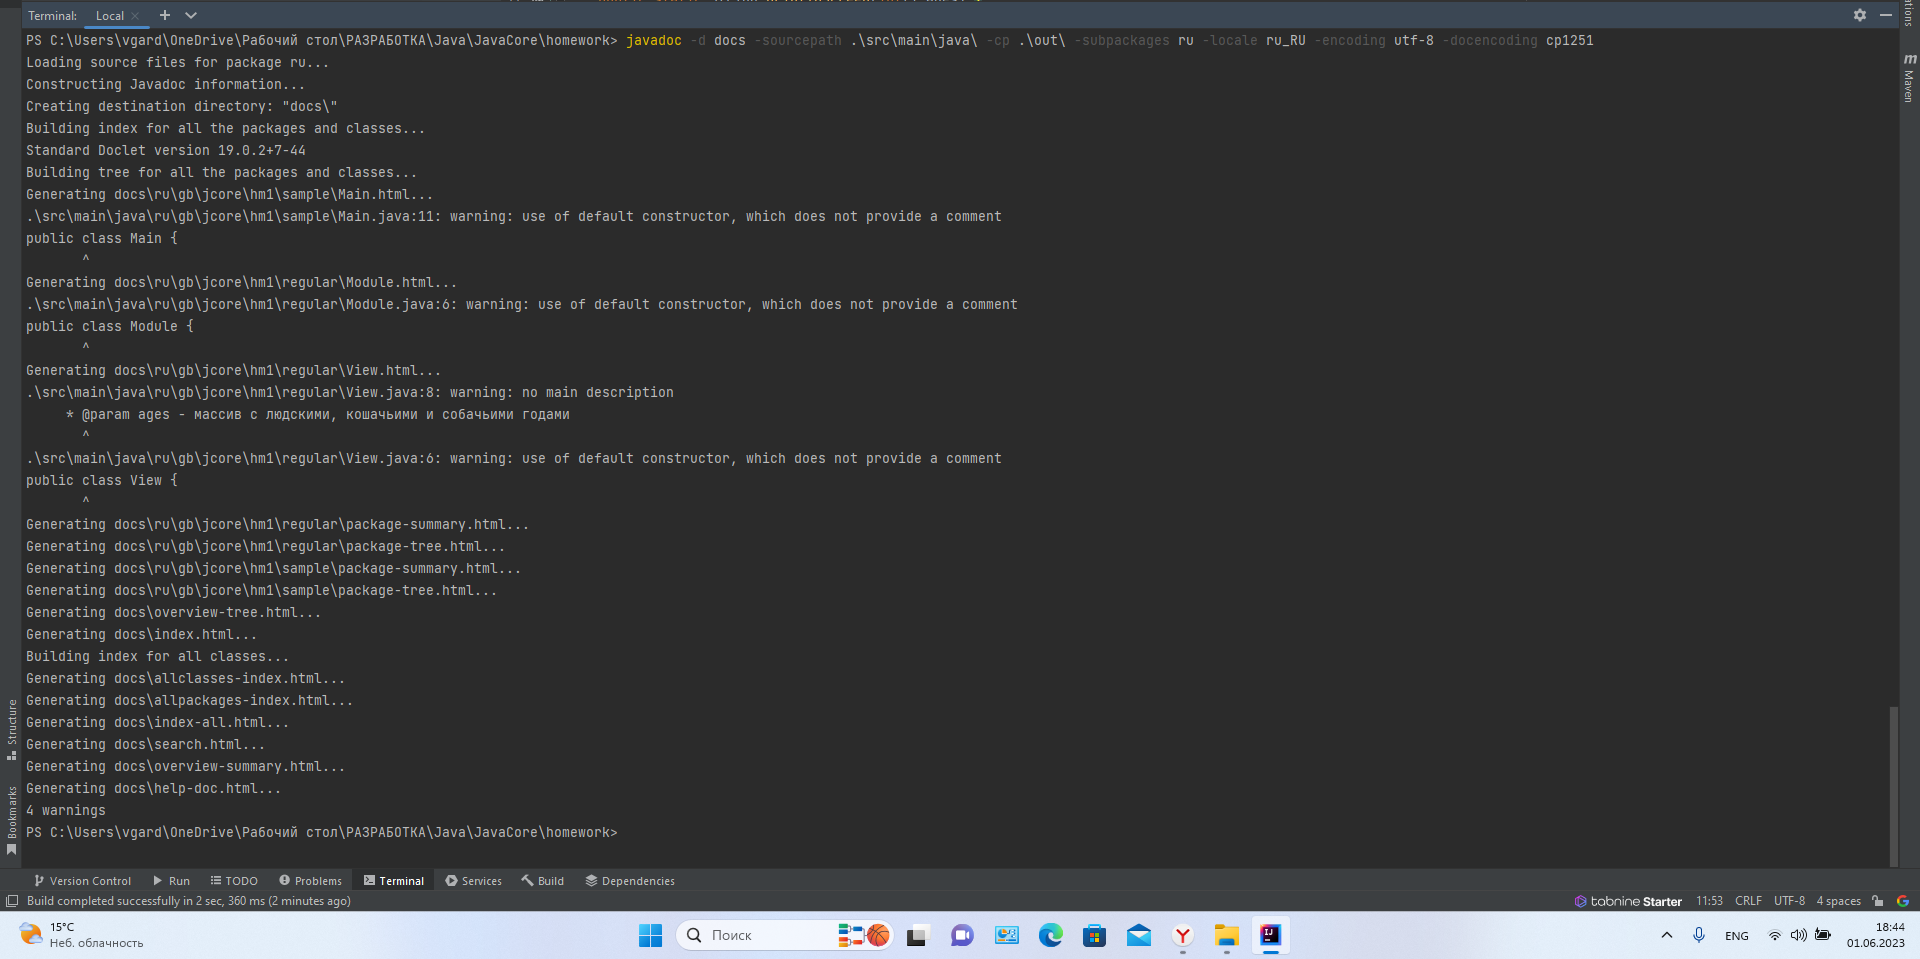 Terminal: Local × +
PS C:\Users\vgard\OneDrive\Рабочий стол\РАЗРАБОТКА\Java\JavaCore\homework> javadoc -d docs -sourcepath .\src\main\java\ -cp .\out\ -subpackages ru -locale ru_RU -encoding utf-8 -docencoding cp1251
Loading source files for package ru...
Constructing Javadoc information...
Creating destination directory: "docs\"
Building index for all the packages and classes...
Standard Doclet version 19.0.2+7-44
Building tree for all the packages and classes...
Generating docs\ru\gb\jcore\hm1\sample\Main.html...
.\src\main\java\ru\gb\jcore\hm1\sample\Main.java:11: warning: use of default constructor, which does not provide a comment
public class Main {
^
Generating docs\ru\gb\jcore\hm1\regular\Module.html...
.\src\main\java\ru\gb\jcore\hm1\regular\Module.java:6: warning: use of default constructor, which does not provide a comment
public class Module {
^
Generating docs\ru\gb\jcore\hm1\regular\View.html...
.\src\main\java\ru\gb\jcore\hm1\regular\View.java:8: warning: no main description
* @param ages - массив с людскими, кошачьими и собачьими годами
^
.\src\main\java\ru\gb\jcore\hm1\regular\View.java:6: warning: use of default constructor, which does not provide a comment
public class View {
^
Generating docs\ru\gb\jcore\hm1\regular\package-summary.html...
Generating docs\ru\gb\jcore\hm1\regular\package-tree.html...
Generating docs\ru\gb\jcore\hm1\sample\package-summary.html...
Generating docs\ru\gb\jcore\hm1\sample\package-tree.html...
Generating docs\overview-tree.html...
Generating docs\index.html...
Building index for all classes...
Generating docs\allclasses-index.html...
Generating docs\allpackages-index.html...
Generating docs\index-all.html...
Generating docs\search.html...
Generating docs\overview-summary.html...
Generating docs\help-doc.html...
4 warnings
PS C:\Users\vgard\OneDrive\Рабочий стол\РАЗРАБОТКА\Java\JavaCore\homework>
Structure
Bookmarks
m Maven
Version Control Run TODO Problems Terminal Services Build Dependencies
Build completed successfully in 2 sec, 360 ms (2 minutes ago)
tabnine Starter 11:53 CRLF UTF-8 4 spaces
15°C
Неб. облачность
Поиск
ENG
18:44
01.06.2023